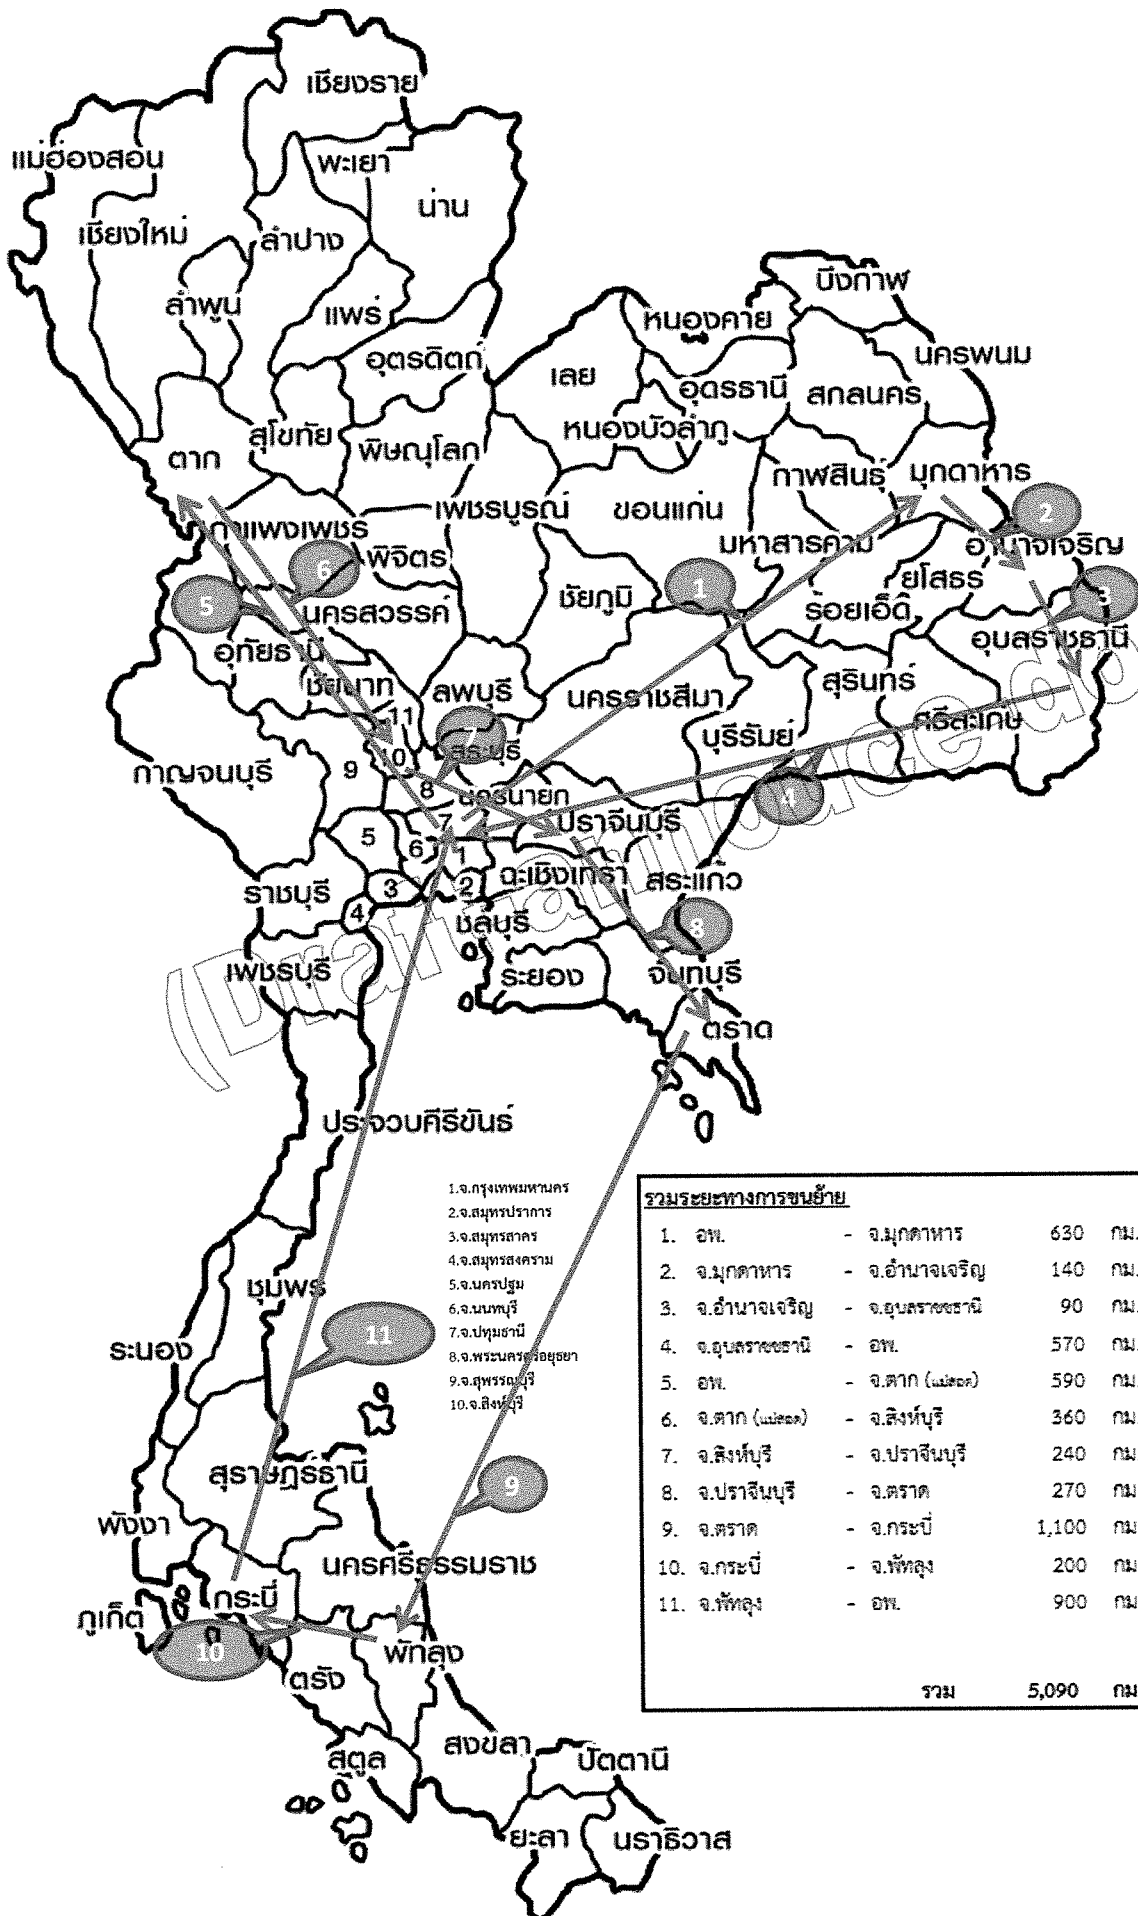 เชียงราย
แม่ฮ่องสอน
พะเยา
น่าน
เชียงใหม่
ลำปาง
ลำพูน
แพร่
บึงกาฬ
หนองคาย
อุตรดิตถ์
เลย
อุดรธานี
สกลนคร
นครพนม
ตาก
สุโขทัย
พิษณุโลก
หนองบัวลำภู
กาฬสินธุ์
มุกดาหาร
กำแพงเพชร
เพชรบูรณ์
ขอนแก่น
2
พิจิตร
มหาสารคาม
อำนาจเจริญ
6
5
นครสวรรค์
ชัยภูมิ
1
ร้อยเอ็ด
ยโสธร
3
อุทัยธานี
อุบลราชธานี
ชัยนาท
ลพบุรี
นครราชสีมา
สุรินทร์
ศรีสะเกษ
11
7
สระบุรี
บุรีรัมย์
กาญจนบุรี
9
10
8
นครนายก
4
7
ปราจีนบุรี
5
6
1
ฉะเชิงเทรา
สระแก้ว
ราชบุรี
3
2
4
ชลบุรี
8
เพชรบุรี
ระยอง
จันทบุรี
ตราด
(Draft
ประจวบคีรีขันธ์
1.จ.กรุงเทพมหานคร
2.จ.สมุทรปราการ
3.จ.สมุทรสาคร
4.จ.สมุทรสงคราม
5.จ.นครปฐม
6.จ.นนทบุรี
7.จ.ปทุมธานี
8.จ.พระนครศรีอยุธยา
9.จ.สุพรรณบุรี
10.จ.สิงห์บุรี
ชุมพร
11
ระนอง
สุราษฎร์ธานี
9
พังงา
นครศรีธรรมราช
กระบี่
ภูเก็ต
10
พัทลุง
ตรัง
สงขลา
สตูล
ปัตตานี
ยะลา
นราธิวาส
รวมระยะทางการขนย้าย
1. อพ. - จ.มุกดาหาร 630 กม.
2. จ.มุกดาหาร - จ.อำนาจเจริญ 140 กม.
3. จ.อำนาจเจริญ - จ.อุบลราชธานี 90 กม.
4. จ.อุบลราชธานี - อพ. 570 กม.
5. อพ. - จ.ตาก (แม่สอด) 590 กม.
6. จ.ตาก (แม่สอด) - จ.สิงห์บุรี 360 กม.
7. จ.สิงห์บุรี - จ.ปราจีนบุรี 240 กม
8. จ.ปราจีนบุรี - จ.ตราด 270 กม
9. จ.ตราด - จ.กระบี่ 1,100 กม
10. จ.กระบี่ - จ.พัทลุง 200 กม
11. จ.พัทลุง - อพ. 900 กม
รวม 5,090 กม